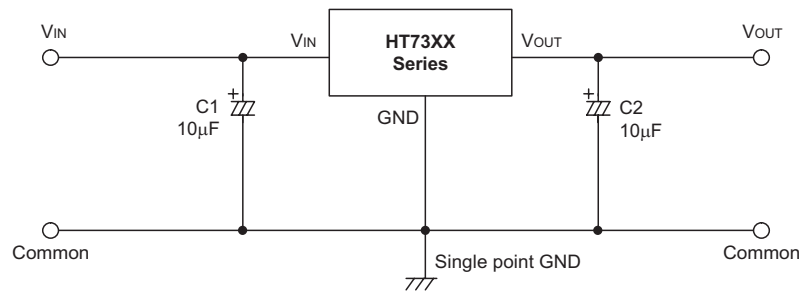 VIN
VOUT
VIN
HT73XX
Series
VOUT
C1
10μF
+
GND
+
C2
10μF
Common
Single point GND
Common